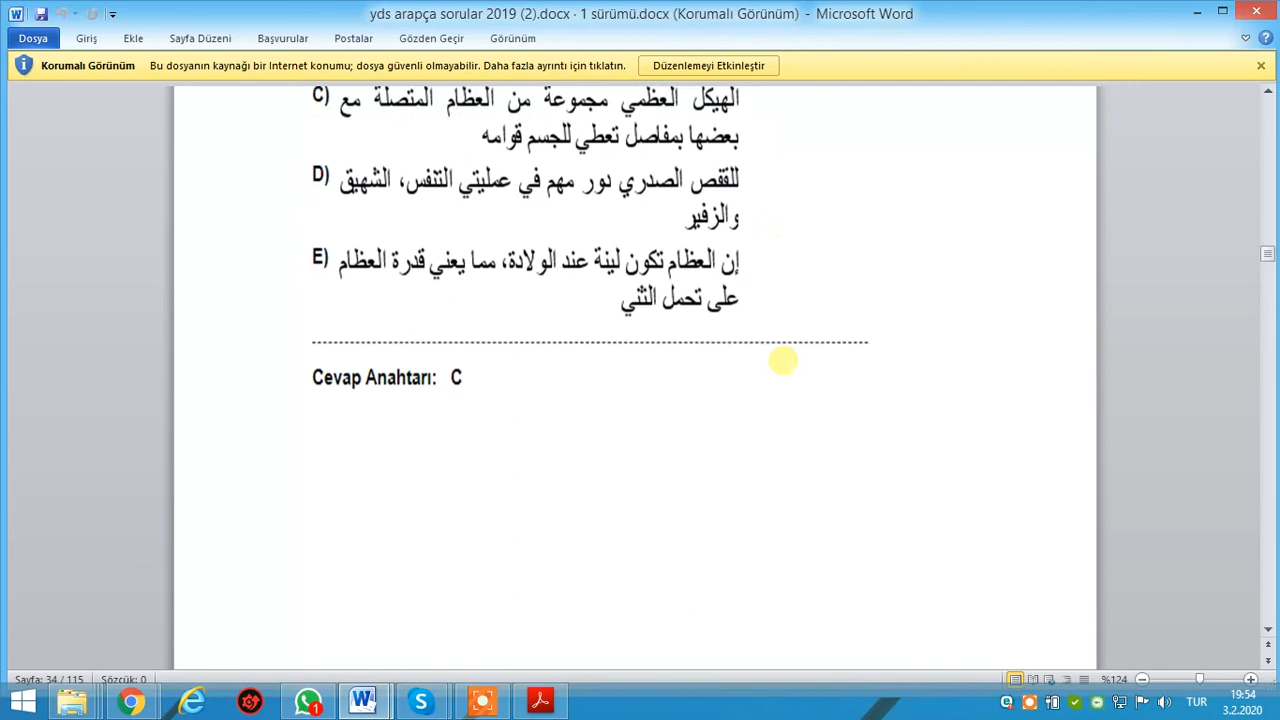 yds arapça sorular 2019 (2).docx · 1 sürümü.docx (Korumalı Görünüm) - Microsoft Word
Dosya Giriş Ekle Sayfa Düzeni Başvurular Postalar Gözden Geçir Görünüm
Korumalı Görünüm Bu dosyanın kaynağı bir Internet konumu; dosya güvenli olmayabilir. Daha fazla ayrıntı için tıklatın. Düzenlemeyi Etkinleştir
C) الهيكل العظمي مجموعة من العظام المتصلة مع
بعضها بمفاصل تعطي للجسم قوامه
D) للقفص الصدري دور مهم في عمليتي التنفس، الشهيق
والزفير
E) إن العظام تكون لينة عند الولادة، مما يعني قدرة العظام
على تحمل الثني
Cevap Anahtarı: C
Sayfa: 34 / 115 Sözcük: 0 %124
1 TUR 19:54
3.2.2020